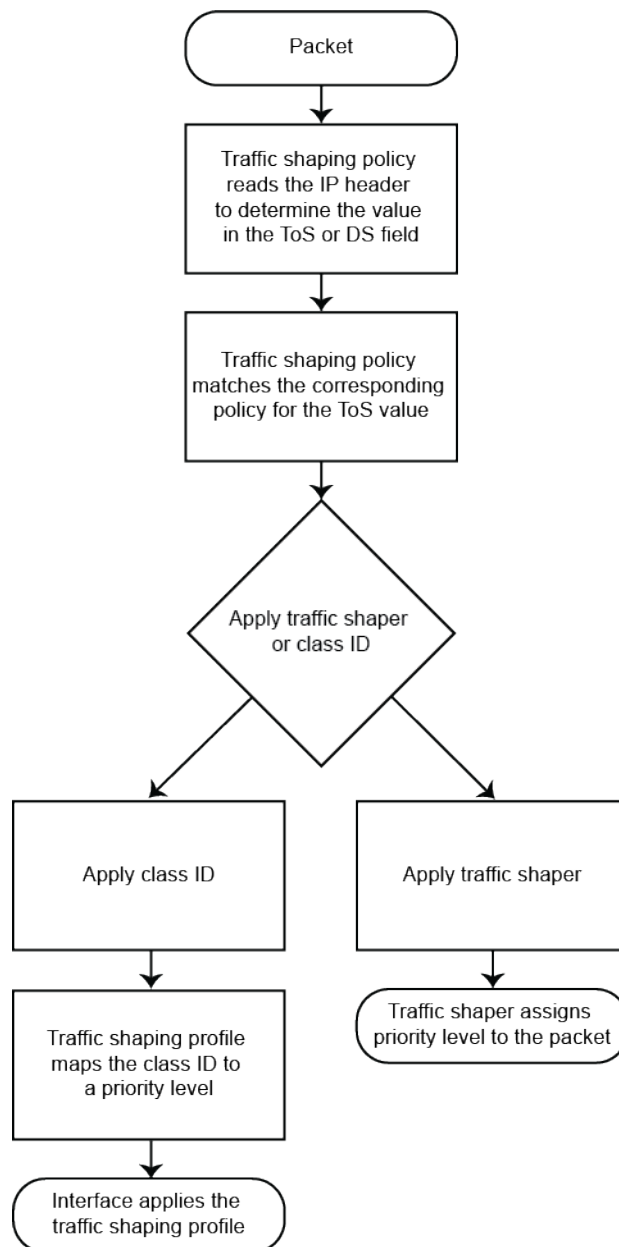 Packet
Traffic shaping policy
reads the IP header
to determine the value
in the ToS or DS field
Traffic shaping policy
matches the corresponding
policy for the ToS value
Apply traffic shaper
or class ID
Apply class ID
Apply traffic shaper
Traffic shaping profile
maps the class ID to
a priority level
Traffic shaper assigns
priority level to the packet
Interface applies the
traffic shaping profile